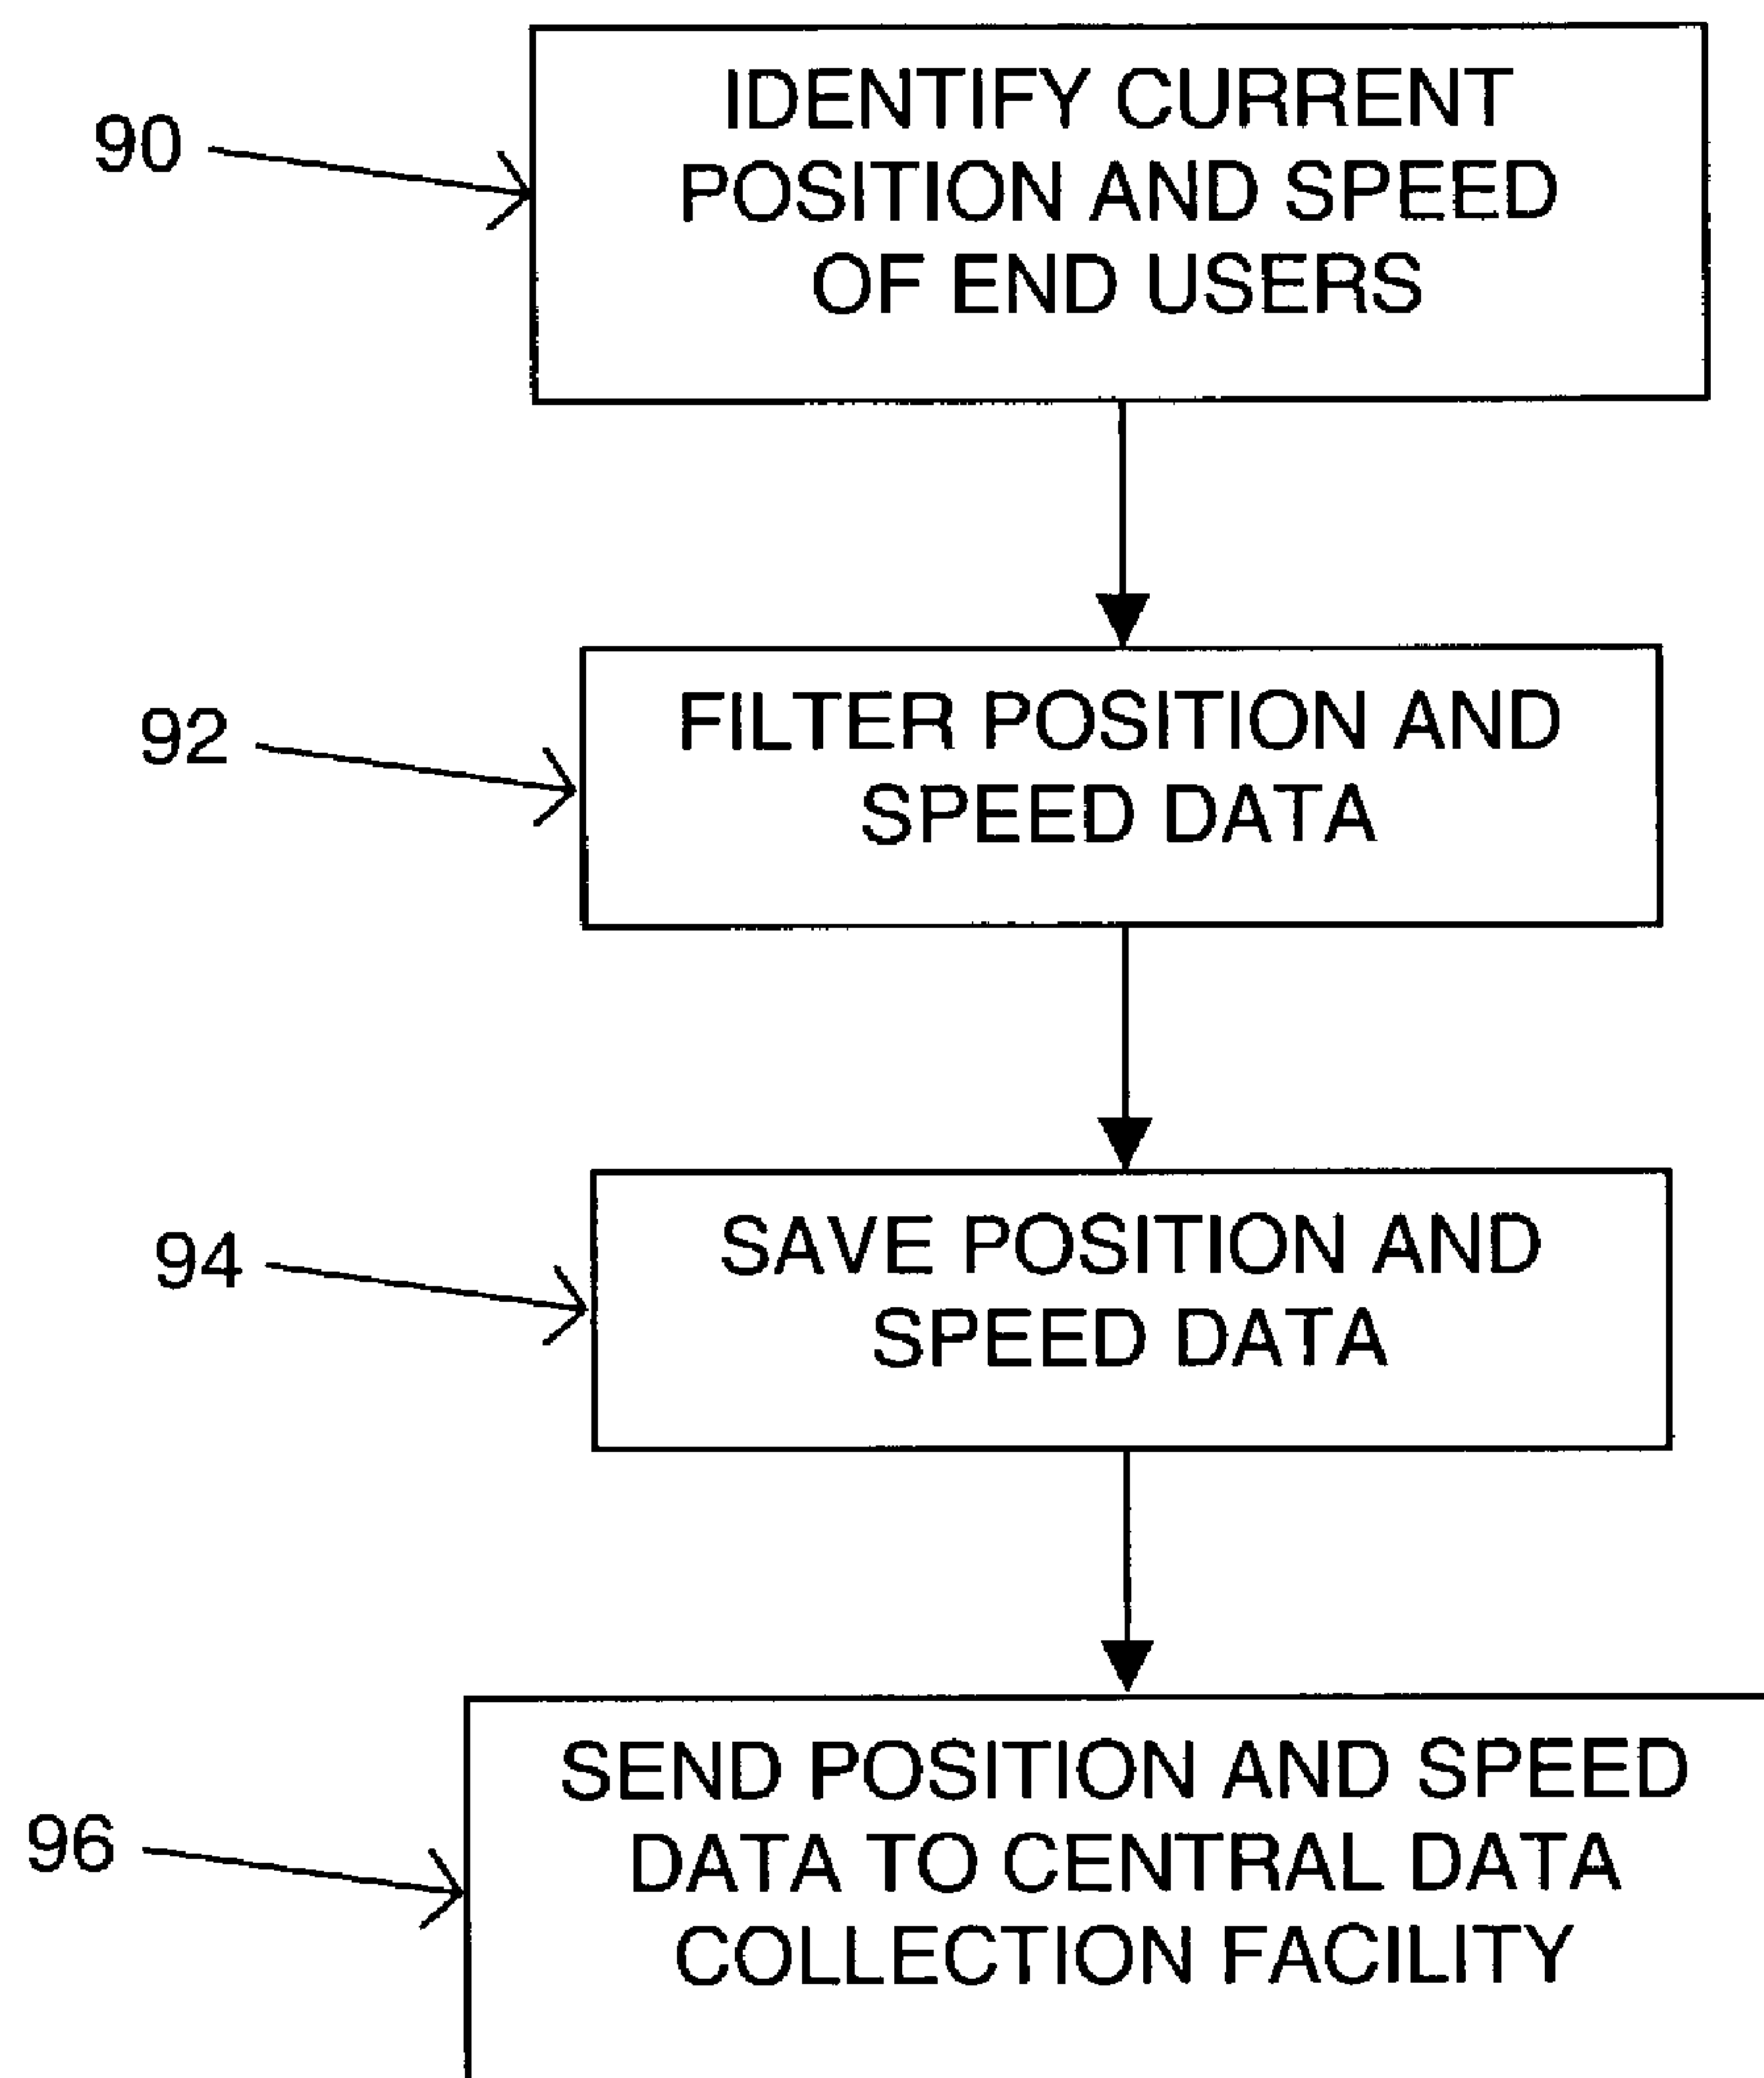 90
IDENTIFY CURRENT
POSITION AND SPEED
OF END USERS
92
FILTER POSITION AND
SPEED DATA
94
SAVE POSITION AND
SPEED DATA
96
SEND POSITION AND SPEED
DATA TO CENTRAL DATA
COLLECTION FACILITY